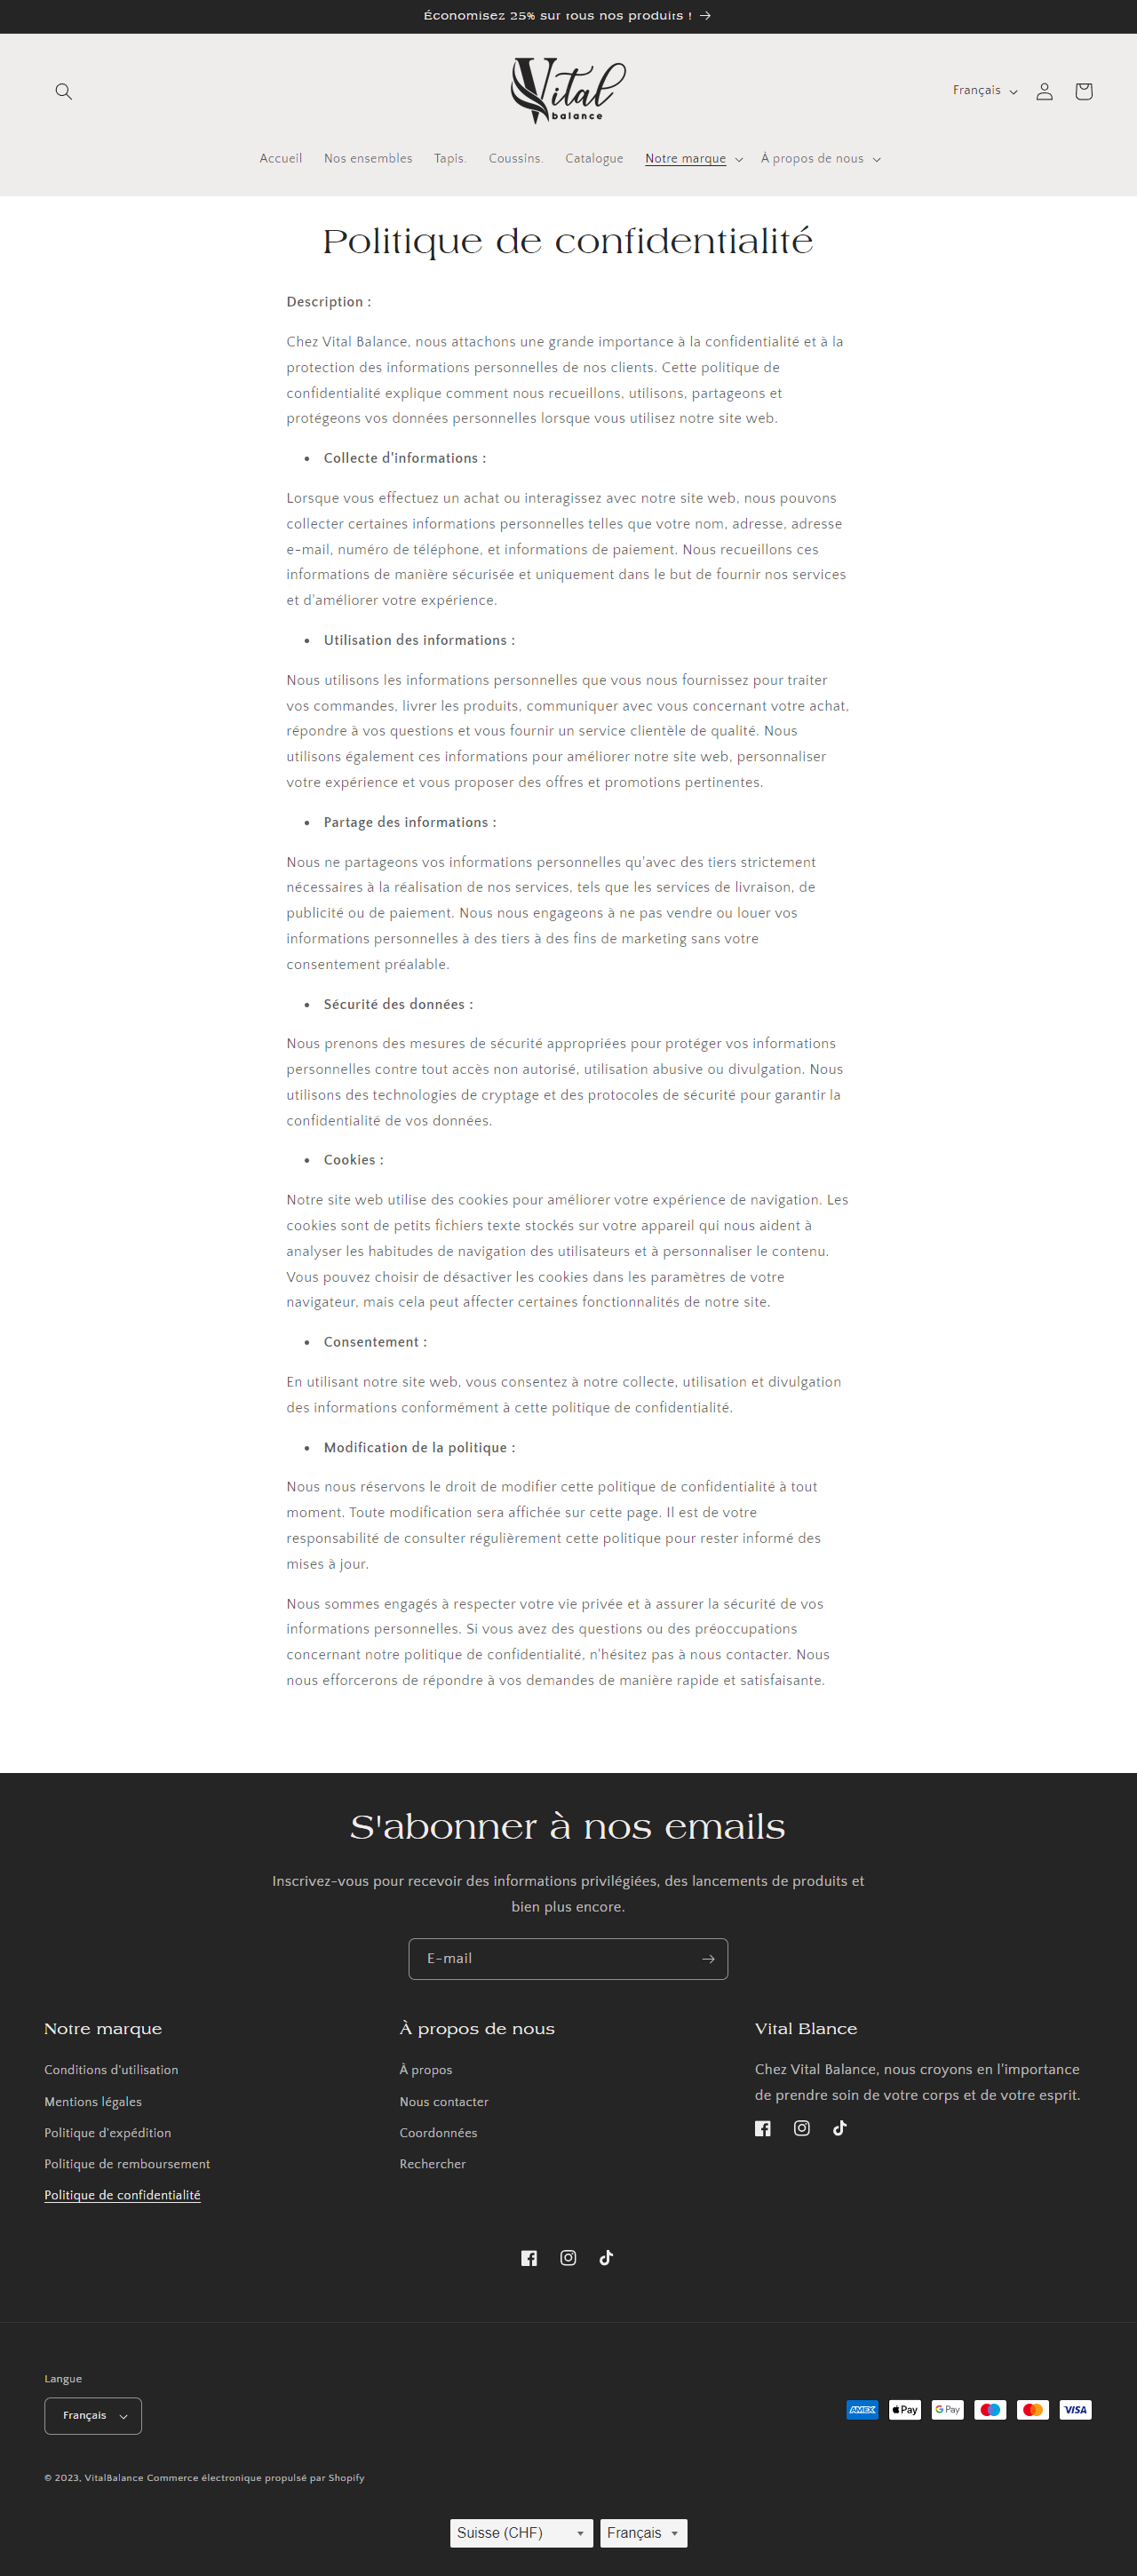 Économisez 25% sur tous nos produits ! →
Vital
balance
Français
Accueil Nos ensembles Tapis. Coussins. Catalogue Notre marque À propos de nous
Politique de confidentialité
Description :
Chez Vital Balance, nous attachons une grande importance à la confidentialité et à la
protection des informations personnelles de nos clients. Cette politique de
confidentialité explique comment nous recueillons, utilisons, partageons et
protégeons vos données personnelles lorsque vous utilisez notre site web.
• Collecte d'informations :
Lorsque vous effectuez un achat ou interagissez avec notre site web, nous pouvons
collecter certaines informations personnelles telles que votre nom, adresse, adresse
e-mail, numéro de téléphone, et informations de paiement. Nous recueillons ces
informations de manière sécurisée et uniquement dans le but de fournir nos services
et d'améliorer votre expérience.
• Utilisation des informations :
Nous utilisons les informations personnelles que vous nous fournissez pour traiter
vos commandes, livrer les produits, communiquer avec vous concernant votre achat,
répondre à vos questions et vous fournir un service clientèle de qualité. Nous
utilisons également ces informations pour améliorer notre site web, personnaliser
votre expérience et vous proposer des offres et promotions pertinentes.
• Partage des informations :
Nous ne partageons vos informations personnelles qu'avec des tiers strictement
nécessaires à la réalisation de nos services, tels que les services de livraison, de
publicité ou de paiement. Nous nous engageons à ne pas vendre ou louer vos
informations personnelles à des tiers à des fins de marketing sans votre
consentement préalable.
• Sécurité des données :
Nous prenons des mesures de sécurité appropriées pour protéger vos informations
personnelles contre tout accès non autorisé, utilisation abusive ou divulgation. Nous
utilisons des technologies de cryptage et des protocoles de sécurité pour garantir la
confidentialité de vos données.
• Cookies :
Notre site web utilise des cookies pour améliorer votre expérience de navigation. Les
cookies sont de petits fichiers texte stockés sur votre appareil qui nous aident à
analyser les habitudes de navigation des utilisateurs et à personnaliser le contenu.
Vous pouvez choisir de désactiver les cookies dans les paramètres de votre
navigateur, mais cela peut affecter certaines fonctionnalités de notre site.
• Consentement :
En utilisant notre site web, vous consentez à notre collecte, utilisation et divulgation
des informations conformément à cette politique de confidentialité.
• Modification de la politique :
Nous nous réservons le droit de modifier cette politique de confidentialité à tout
moment. Toute modification sera affichée sur cette page. Il est de votre
responsabilité de consulter régulièrement cette politique pour rester informé des
mises à jour.
Nous sommes engagés à respecter votre vie privée et à assurer la sécurité de vos
informations personnelles. Si vous avez des questions ou des préoccupations
concernant notre politique de confidentialité, n'hésitez pas à nous contacter. Nous
nous efforcerons de répondre à vos demandes de manière rapide et satisfaisante.
S'abonner à nos emails
Inscrivez-vous pour recevoir des informations privilégiées, des lancements de produits et
bien plus encore.
E-mail
Notre marque
Conditions d'utilisation
Mentions légales
Politique d'expédition
Politique de remboursement
Politique de confidentialité
À propos de nous
À propos
Nous contacter
Coordonnées
Rechercher
Vital Blance
Chez Vital Balance, nous croyons en l'importance
de prendre soin de votre corps et de votre esprit.
Langue
Français
AMEX Pay G Pay VISA
© 2023, VitalBalance Commerce électronique propulsé par Shopify
Suisse (CHF) Français